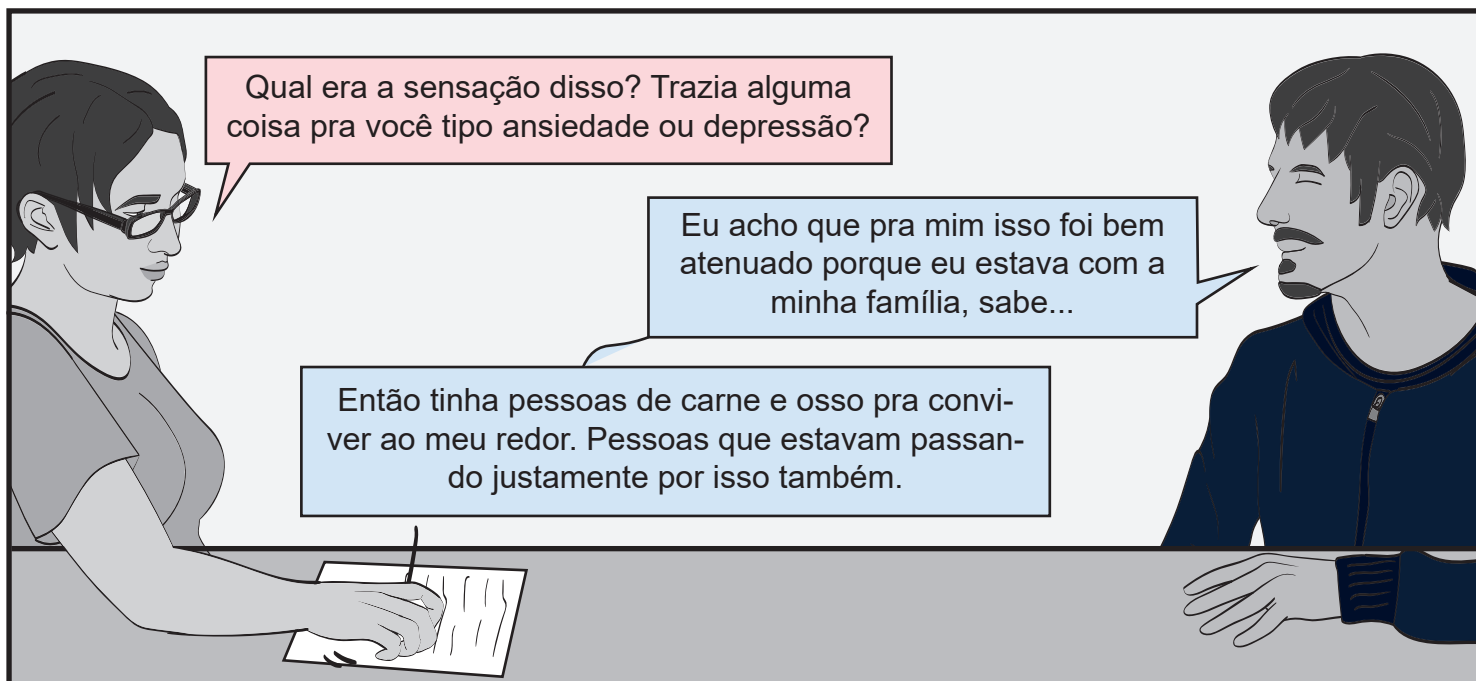 Qual era a sensação disso? Trazia alguma
coisa pra você tipo ansiedade ou depressão?
Eu acho que pra mim isso foi bem
atenuado porque eu estava com a
minha família, sabe...
Então tinha pessoas de carne e osso pra convi-
ver ao meu redor. Pessoas que estavam passan-
do justamente por isso também.